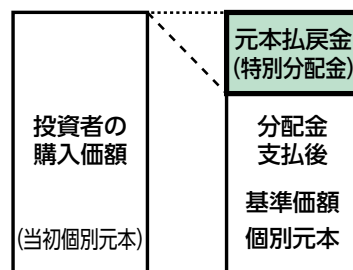 投資者の
購入価額
(当初個別元本)
元本払戻金
(特別分配金)
分配金
支払後
基準価額
個別元本